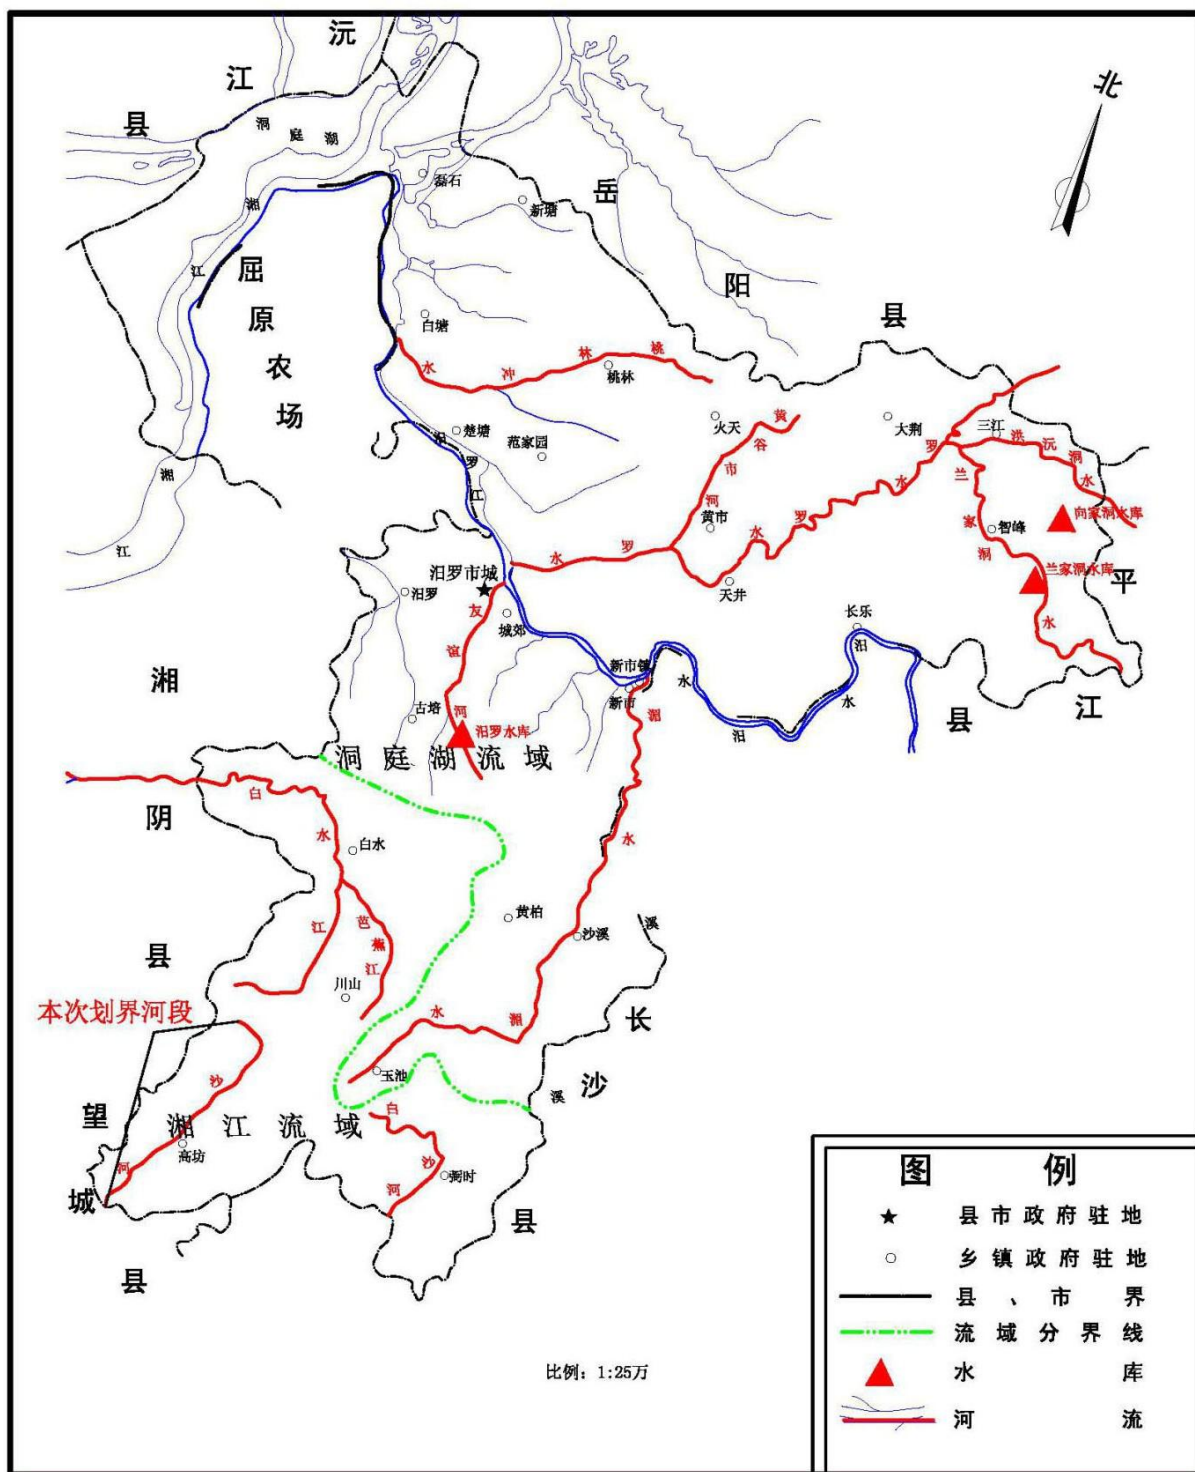 沅江县
洞庭湖
北
磊石
新塘
岳阳县
湘江
屈原农场
白塘
桃林冲水
桃林
楚塘
范家园
汨罗江
火天
黄谷市河
黄市
大荆
三江
洪沅洞水
罗水
兰家洞水
智峰
向家洞水库
兰家洞水库
平江县
湘江
罗水
天井
汨罗市城
汨罗
城郊
友谊河
长乐
汨水
新市镇
新市
汨水
古培
汨罗水库
洞庭湖流域
湘阴县
白水江
白水
芭蕉江
川山
黄柏
湄水
沙溪
溪
长沙县
本次划界河段
湄水
玉池
溪
沙河
湘江流域
高坊
白沙河
弼时
望城县
图例
县市政府驻地
乡镇政府驻地
县、市界
流域分界线
水库
河流
比例：1:25万